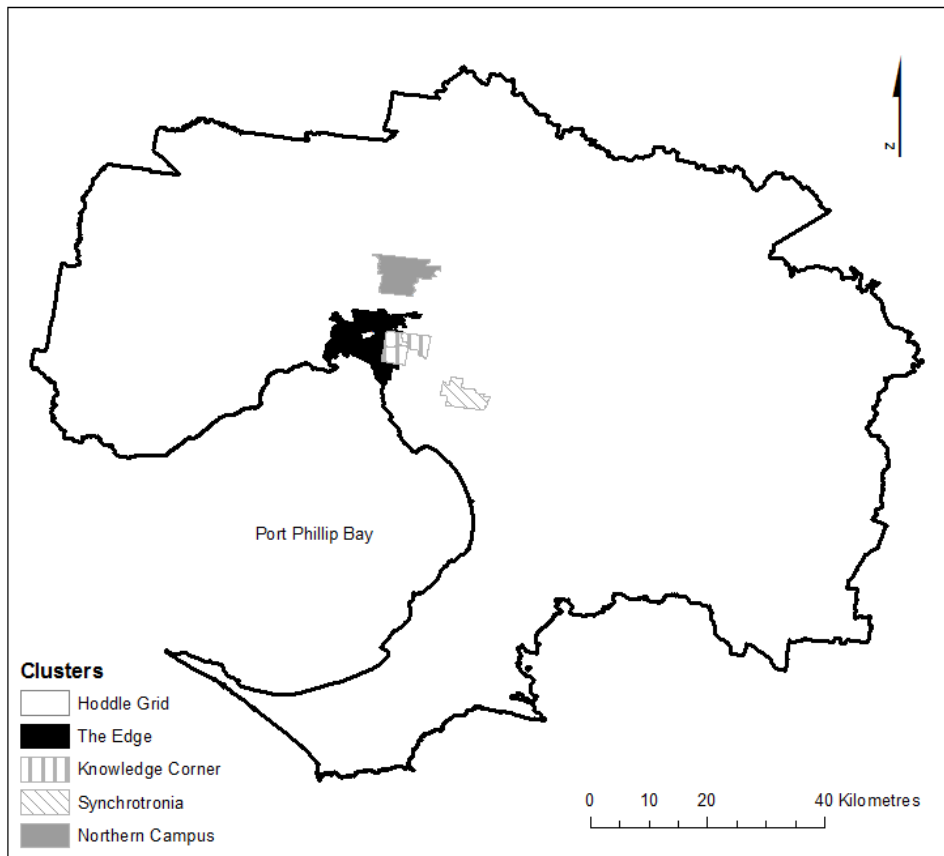 N
Port Phillip Bay
Clusters
Hoddle Grid
The Edge
Knowledge Corner
Synchrotronia
Northern Campus
0 10 20 40 Kilometres